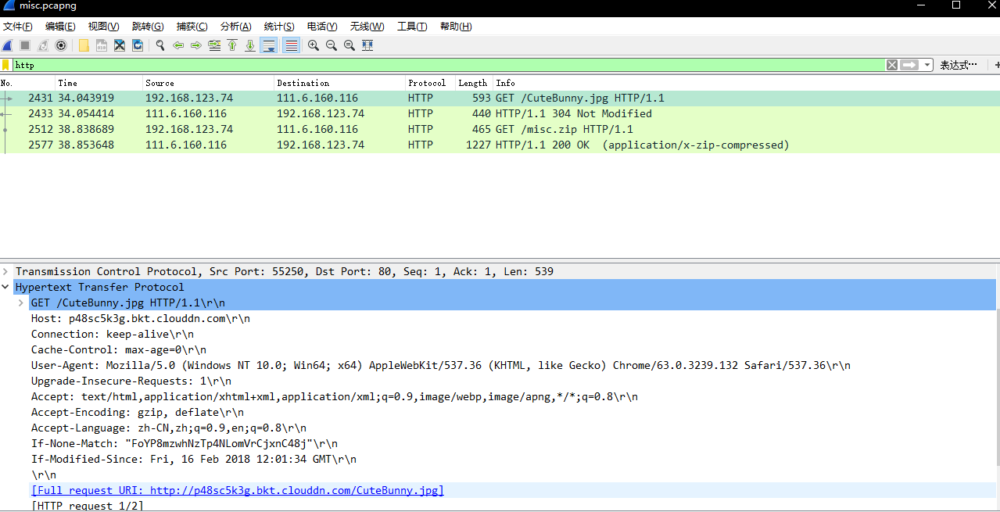 misc.pcapng
文件(F) 编辑(E) 视图(V) 跳转(G) 捕获(C) 分析(A) 统计(S) 电话(Y) 无线(W) 工具(T) 帮助(H)
http 表达式…
No. Time Source Destination Protocol Length Info
2431 34.043919 192.168.123.74 111.6.160.116 HTTP 593 GET /CuteBunny.jpg HTTP/1.1
2433 34.054414 111.6.160.116 192.168.123.74 HTTP 440 HTTP/1.1 304 Not Modified
2512 38.838689 192.168.123.74 111.6.160.116 HTTP 465 GET /misc.zip HTTP/1.1
2577 38.853648 111.6.160.116 192.168.123.74 HTTP 1227 HTTP/1.1 200 OK (application/x-zip-compressed)
Transmission Control Protocol, Src Port: 55250, Dst Port: 80, Seq: 1, Ack: 1, Len: 539
Hypertext Transfer Protocol
GET /CuteBunny.jpg HTTP/1.1\r\n
Host: p48sc5k3g.bkt.clouddn.com\r\n
Connection: keep-alive\r\n
Cache-Control: max-age=0\r\n
User-Agent: Mozilla/5.0 (Windows NT 10.0; Win64; x64) AppleWebKit/537.36 (KHTML, like Gecko) Chrome/63.0.3239.132 Safari/537.36\r\n
Upgrade-Insecure-Requests: 1\r\n
Accept: text/html,application/xhtml+xml,application/xml;q=0.9,image/webp,image/apng,*/*;q=0.8\r\n
Accept-Encoding: gzip, deflate\r\n
Accept-Language: zh-CN,zh;q=0.9,en;q=0.8\r\n
If-None-Match: "FoYP8mzwhNzTp4NLomVrCjxnC48j"\r\n
If-Modified-Since: Fri, 16 Feb 2018 12:01:34 GMT\r\n
\r\n
[Full request URI: http://p48sc5k3g.bkt.clouddn.com/CuteBunny.jpg]
[HTTP request 1/2]